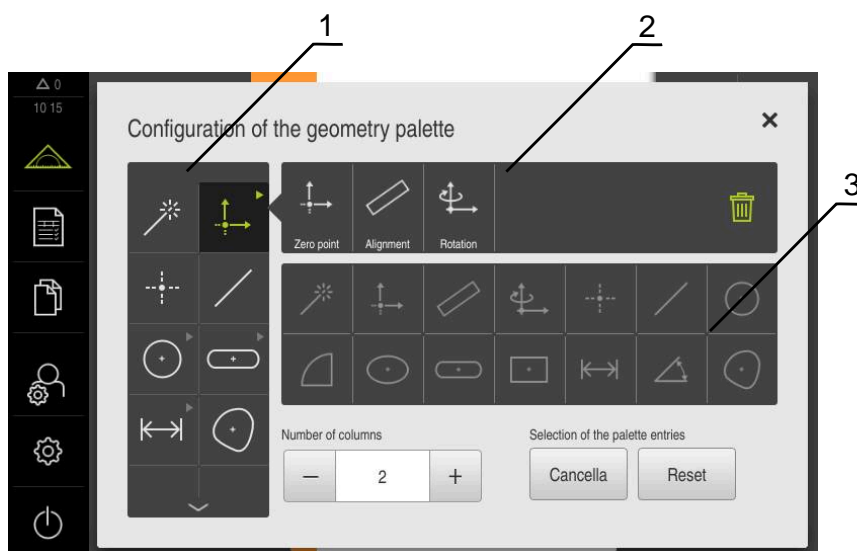 1
2
0
10 15
Configuration of the geometry palette
3
Zero point
Alignment
Rotation
Number of columns
Selection of the palette entries
2
Cancella
Reset